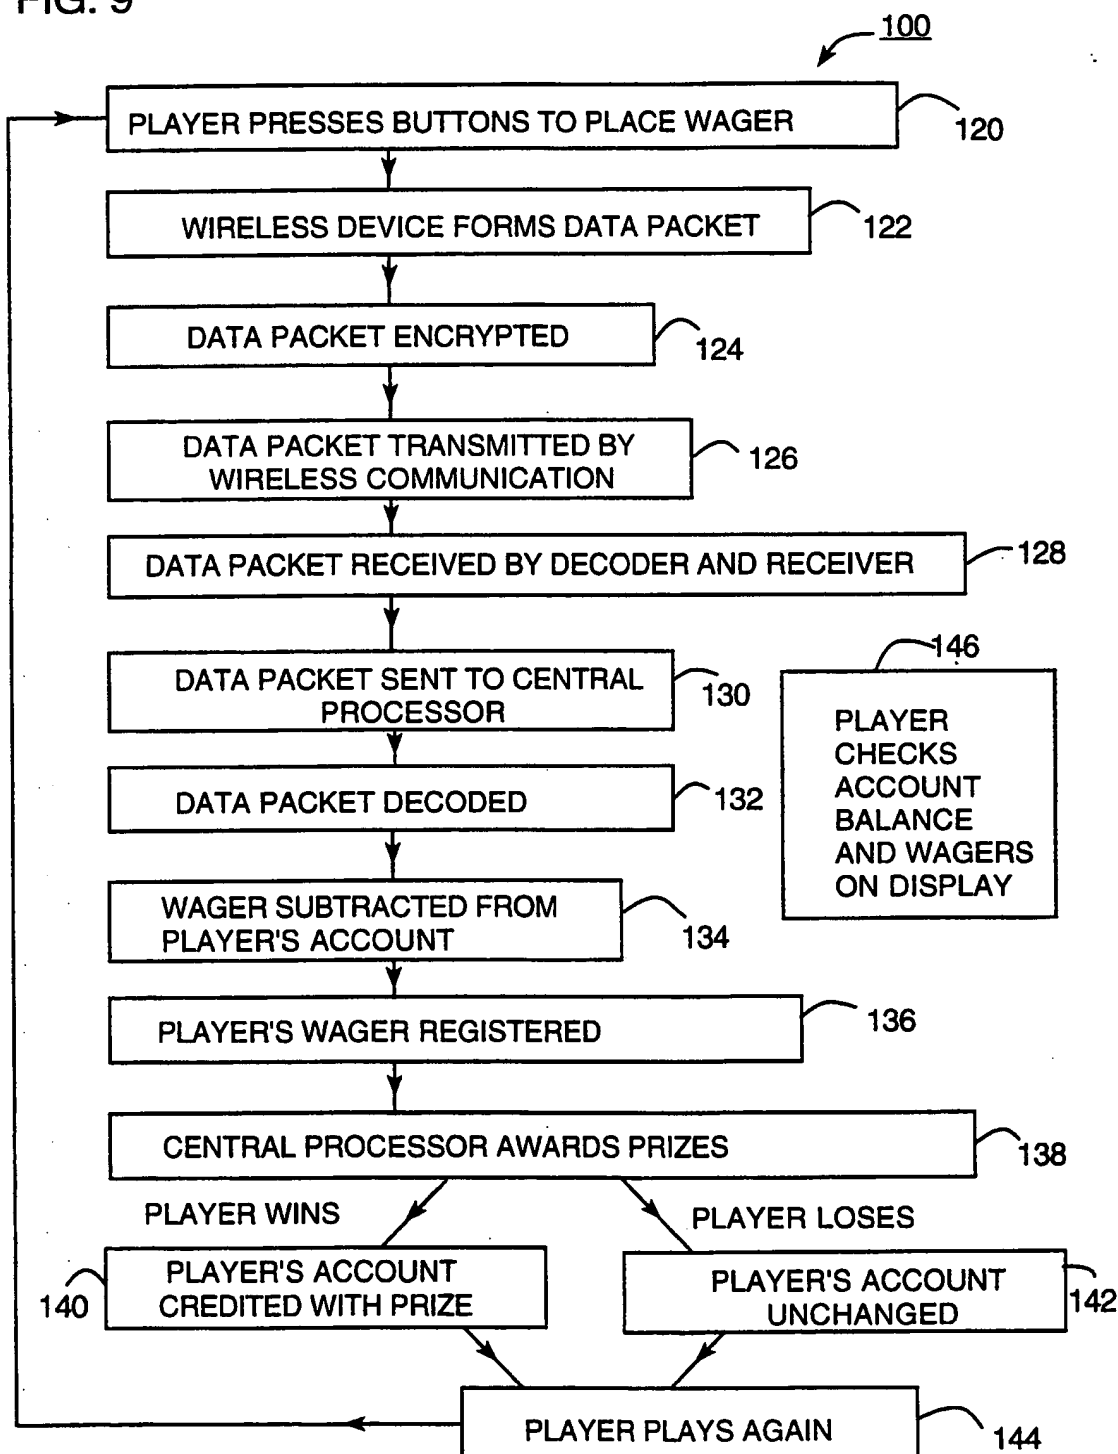 FIG. 9
100
PLAYER PRESSES BUTTONS TO PLACE WAGER
120
WIRELESS DEVICE FORMS DATA PACKET
122
DATA PACKET ENCRYPTED
124
DATA PACKET TRANSMITTED BY
WIRELESS COMMUNICATION
126
DATA PACKET RECEIVED BY DECODER AND RECEIVER
128
DATA PACKET SENT TO CENTRAL
PROCESSOR
130
146
PLAYER
CHECKS
ACCOUNT
BALANCE
AND WAGERS
ON DISPLAY
DATA PACKET DECODED
132
WAGER SUBTRACTED FROM
PLAYER'S ACCOUNT
134
PLAYER'S WAGER REGISTERED
136
CENTRAL PROCESSOR AWARDS PRIZES
138
PLAYER WINS
PLAYER LOSES
PLAYER'S ACCOUNT
CREDITED WITH PRIZE
140
PLAYER'S ACCOUNT
UNCHANGED
142
PLAYER PLAYS AGAIN
144